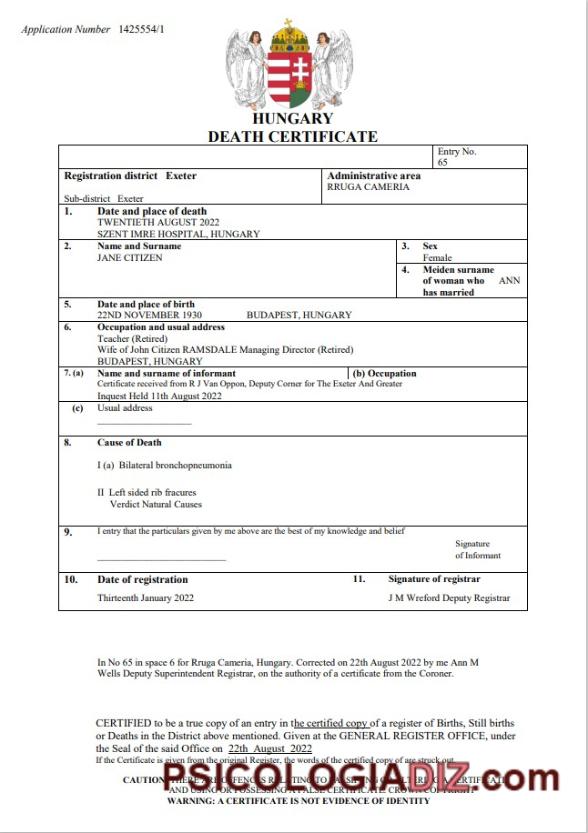 Application Number 1425554/1
HUNGARY
DEATH CERTIFICATE
Entry No.
65
Registration district Exeter
Administrative area
RRUGA CAMERIA
Sub-district Exeter
1. Date and place of death
TWENTIETH AUGUST 2022
SZENT IMRE HOSPITAL, HUNGARY
2. Name and Surname
JANE CITIZEN
3. Sex
Female
4. Meiden surname
of woman who ANN
has married
5. Date and place of birth
22ND NOVEMBER 1930 BUDAPEST, HUNGARY
6. Occupation and usual address
Teacher (Retired)
Wife of John Citizen RAMSDALE Managing Director (Retired)
BUDAPEST, HUNGARY
7. (a) Name and surname of informant (b) Occupation
Certificate received from R J Van Oppon, Deputy Corner for The Exeter And Greater
Inquest Held 11th August 2022
(c) Usual address
8. Cause of Death
I (a) Bilateral bronchopneumonia
II Left sided rib fracures
Verdict Natural Causes
9. I entry that the particulars given by me above are the best of my knowledge and belief
Signature
of Informant
10. Date of registration 11. Signature of registrar
Thirteenth January 2022 J M Wreford Deputy Registrar
In No 65 in space 6 for Rruga Cameria, Hungary. Corrected on 22th August 2022 by me Ann M
Wells Deputy Superintendent Registrar, on the authority of a certificate from the Coroner.
CERTIFIED to be a true copy of an entry in the certified copy of a register of Births, Still births
or Deaths in the District above mentioned. Given at the GENERAL REGISTER OFFICE, under
the Seal of the said Office on 22th August 2022
If the Certificate is given from the original Register, the words of the certified copy of are struck out.
CAUTION: THERE ARE OFFENCES RELATING TO FALSIFYING OR ALTERING A CERTIFICATE
AND USING OR POSSESSING A FALSE CERTIFICATE. CROWN COPYRIGHT
WARNING: A CERTIFICATE IS NOT EVIDENCE OF IDENTITY
PSICOLOGIADIZ.com